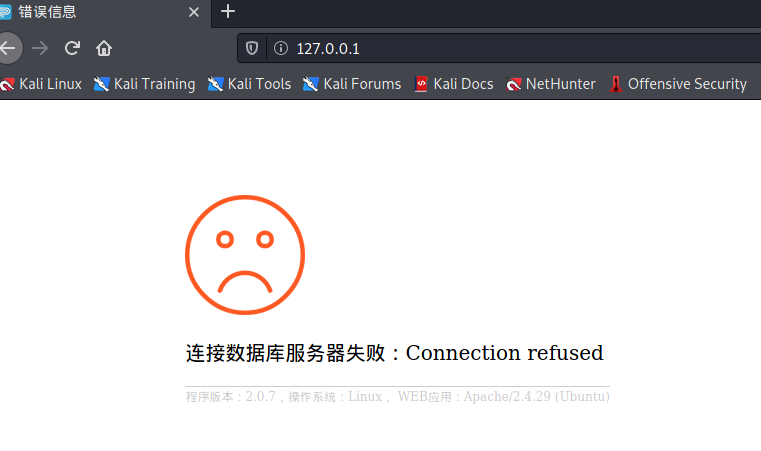 错误信息
127.0.0.1
Kali Linux Kali Training Kali Tools Kali Forums Kali Docs NetHunter Offensive Security
连接数据库服务器失败：Connection refused
程序版本：2.0.7，操作系统：Linux， WEB应用：Apache/2.4.29 (Ubuntu)